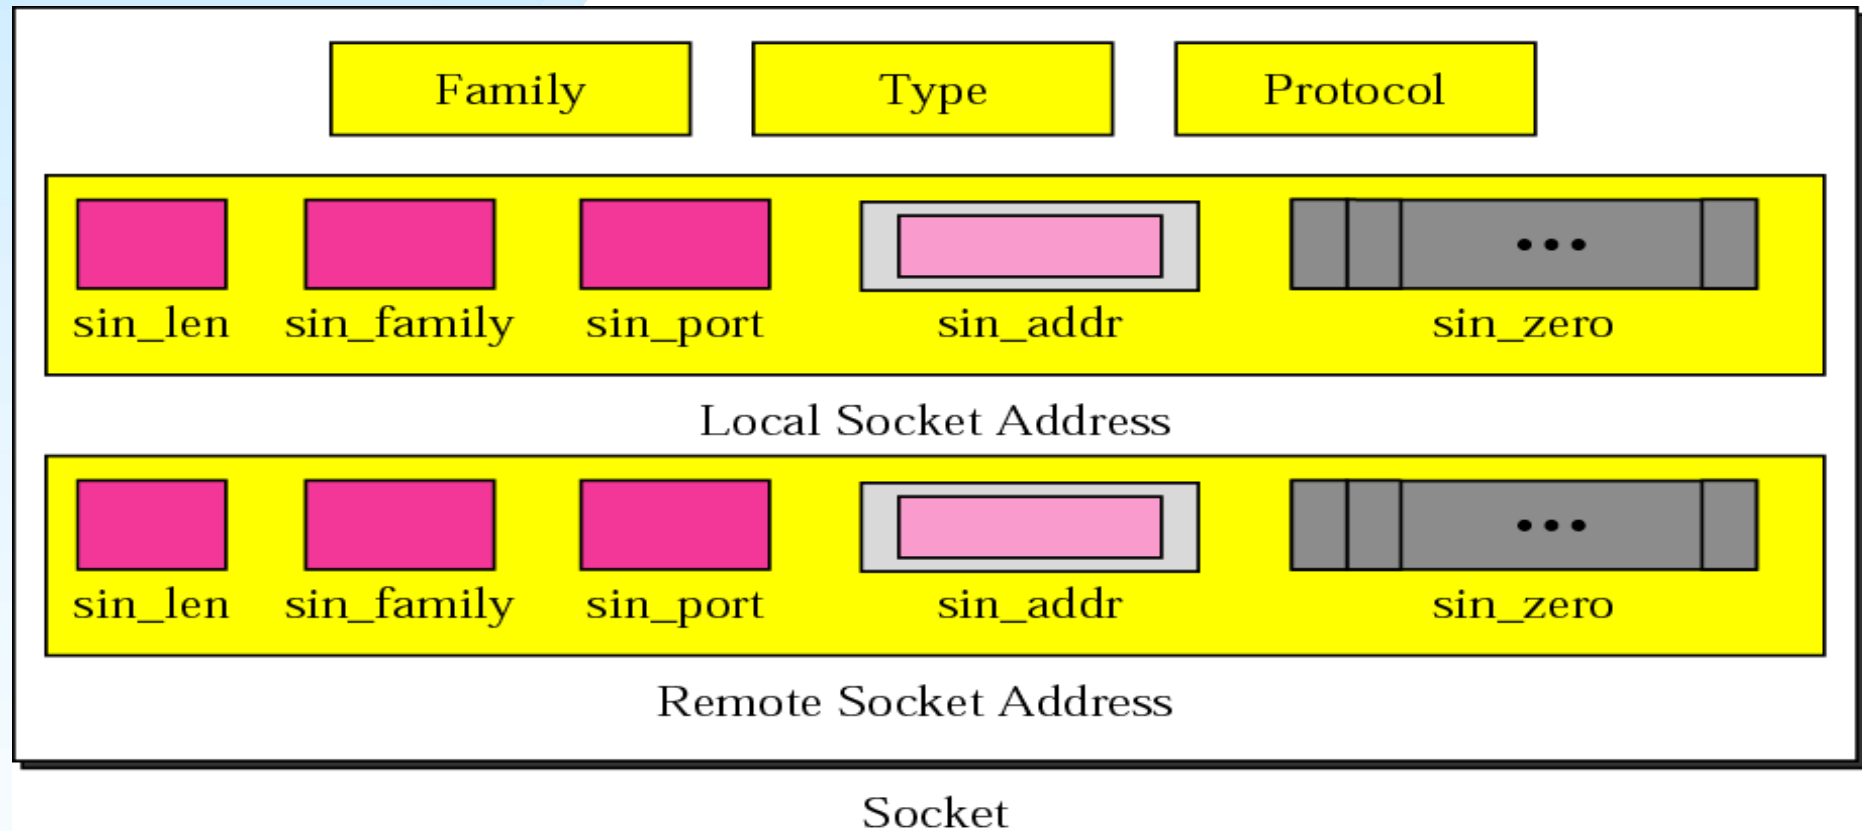 Family Type Protocol
sin_len sin_family sin_port sin_addr sin_zero
Local Socket Address
sin_len sin_family sin_port sin_addr sin_zero
Remote Socket Address
Socket